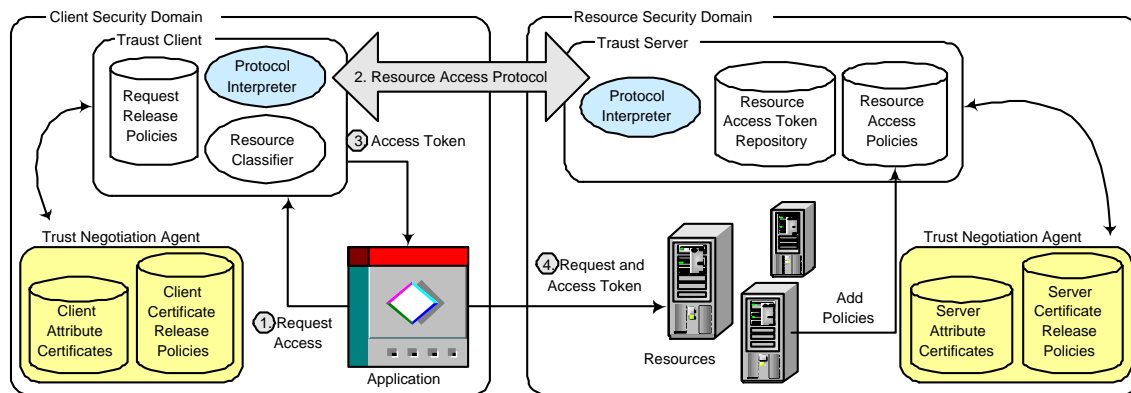 Client Security Domain
Traust Client
Request
Release
Policies
Protocol
Interpreter
Resource
Classifier
2. Resource Access Protocol
3. Access Token
Trust Negotiation Agent
Client
Attribute
Certificates
Client
Certificate
Release
Policies
1. Request
Access
Application
Resource Security Domain
Traust Server
Protocol
Interpreter
Resource
Access Token
Repository
Resource
Access
Policies
4. Request and
Access Token
Resources
Add
Policies
Trust Negotiation Agent
Server
Attribute
Certificates
Server
Certificate
Release
Policies